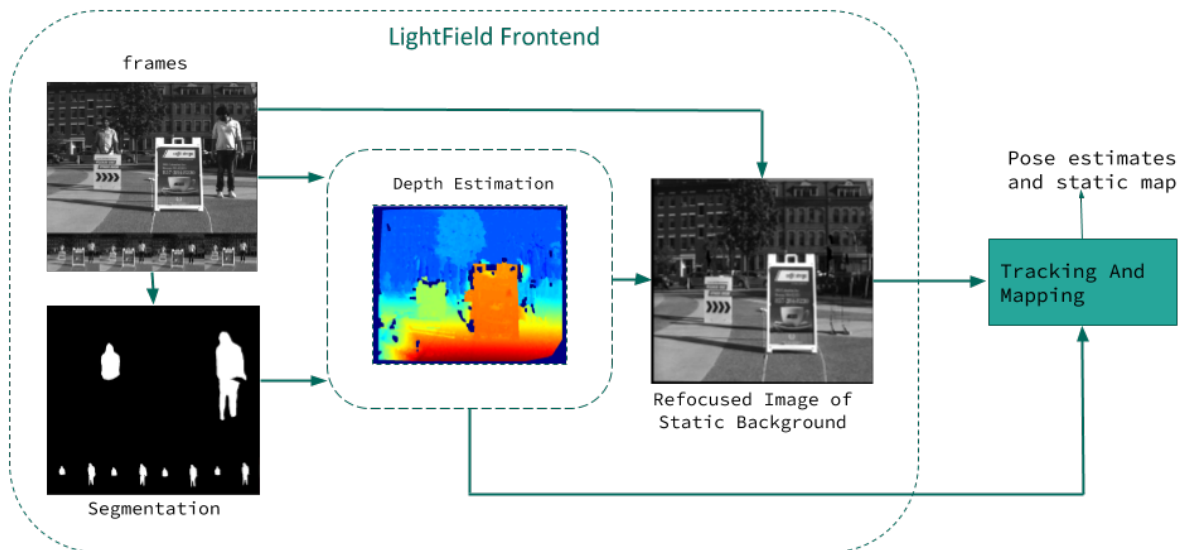 LightField Frontend
frames
Depth Estimation
Segmentation
Refocused Image of
Static Background
Tracking And
Mapping
Pose estimates
and static map